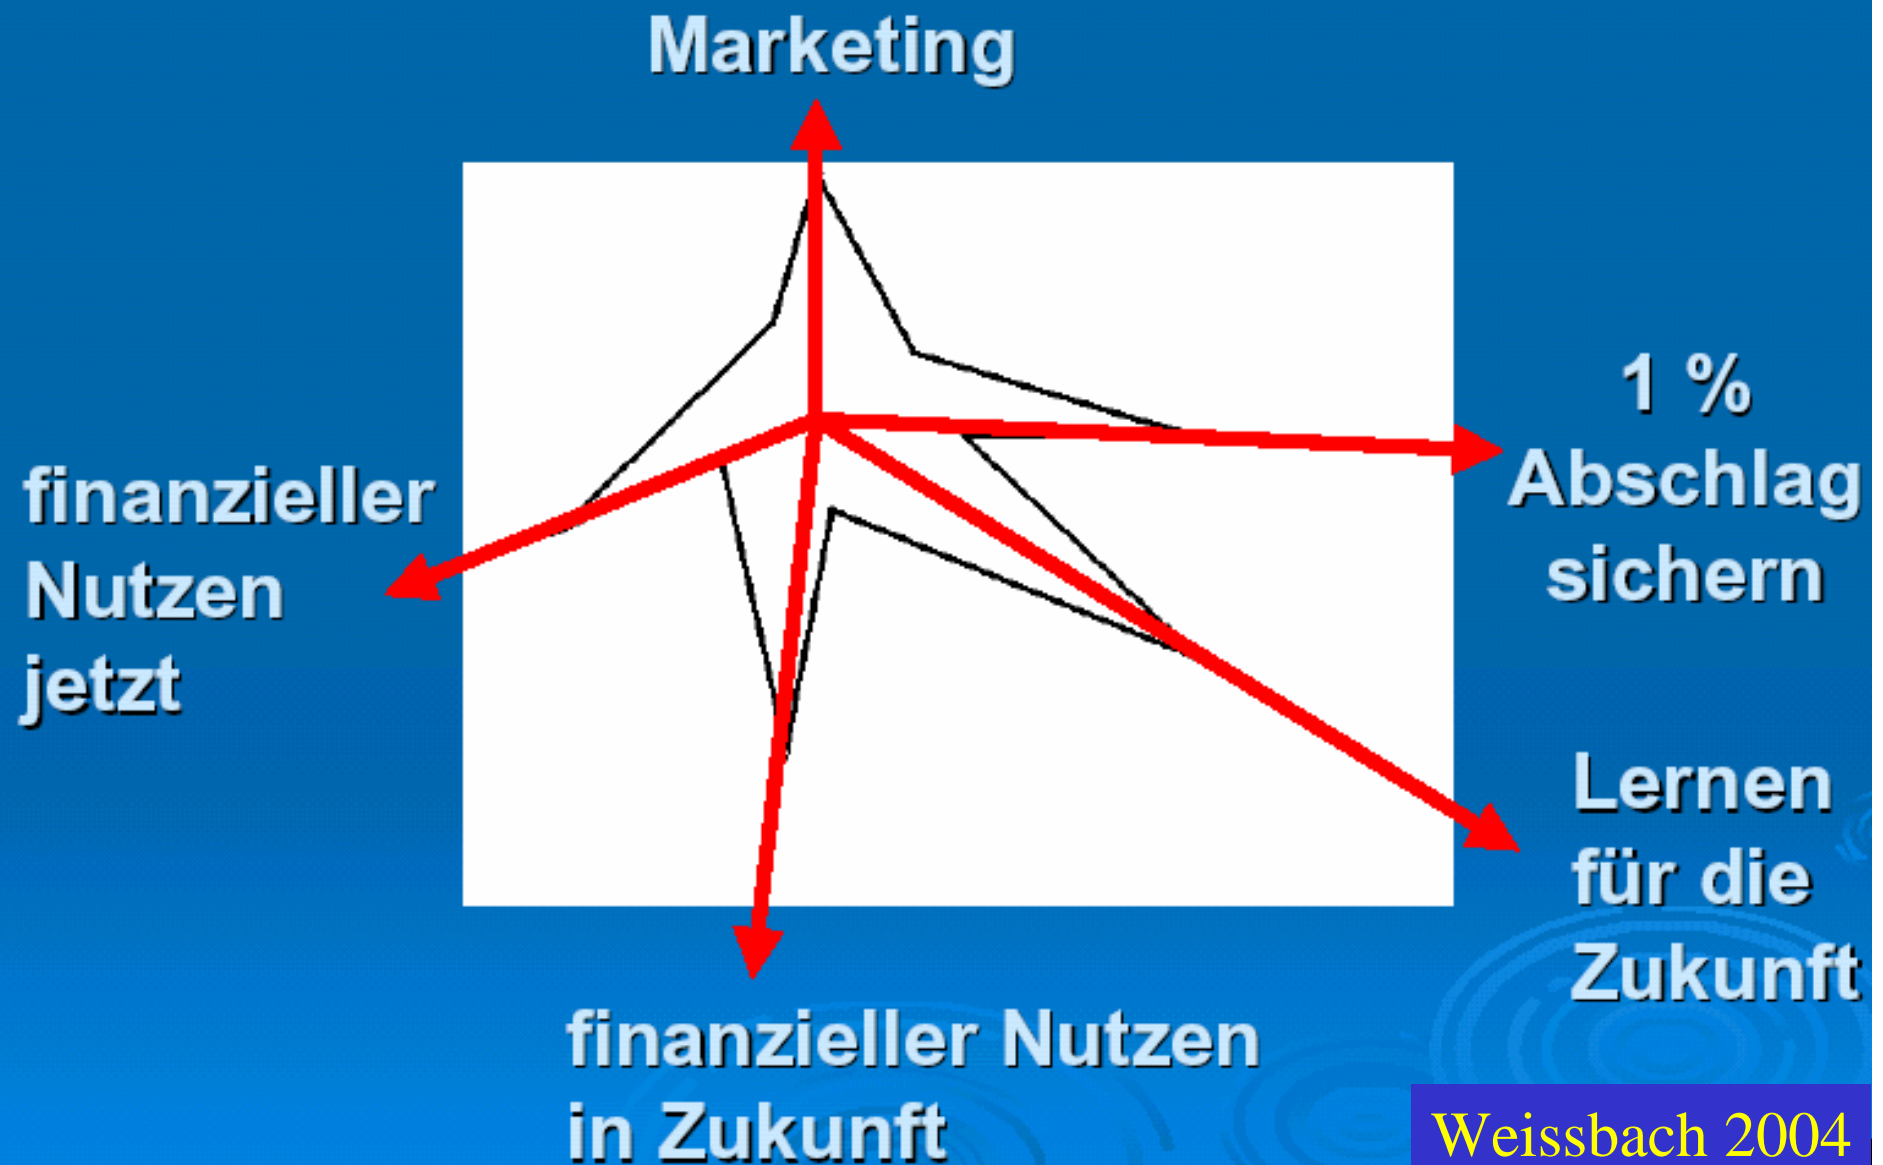 Marketing
1 %
Abschlag
sichern
finanzieller
Nutzen
jetzt
Lernen
für die
Zukunft
finanzieller Nutzen
in Zukunft
Weissbach 2004